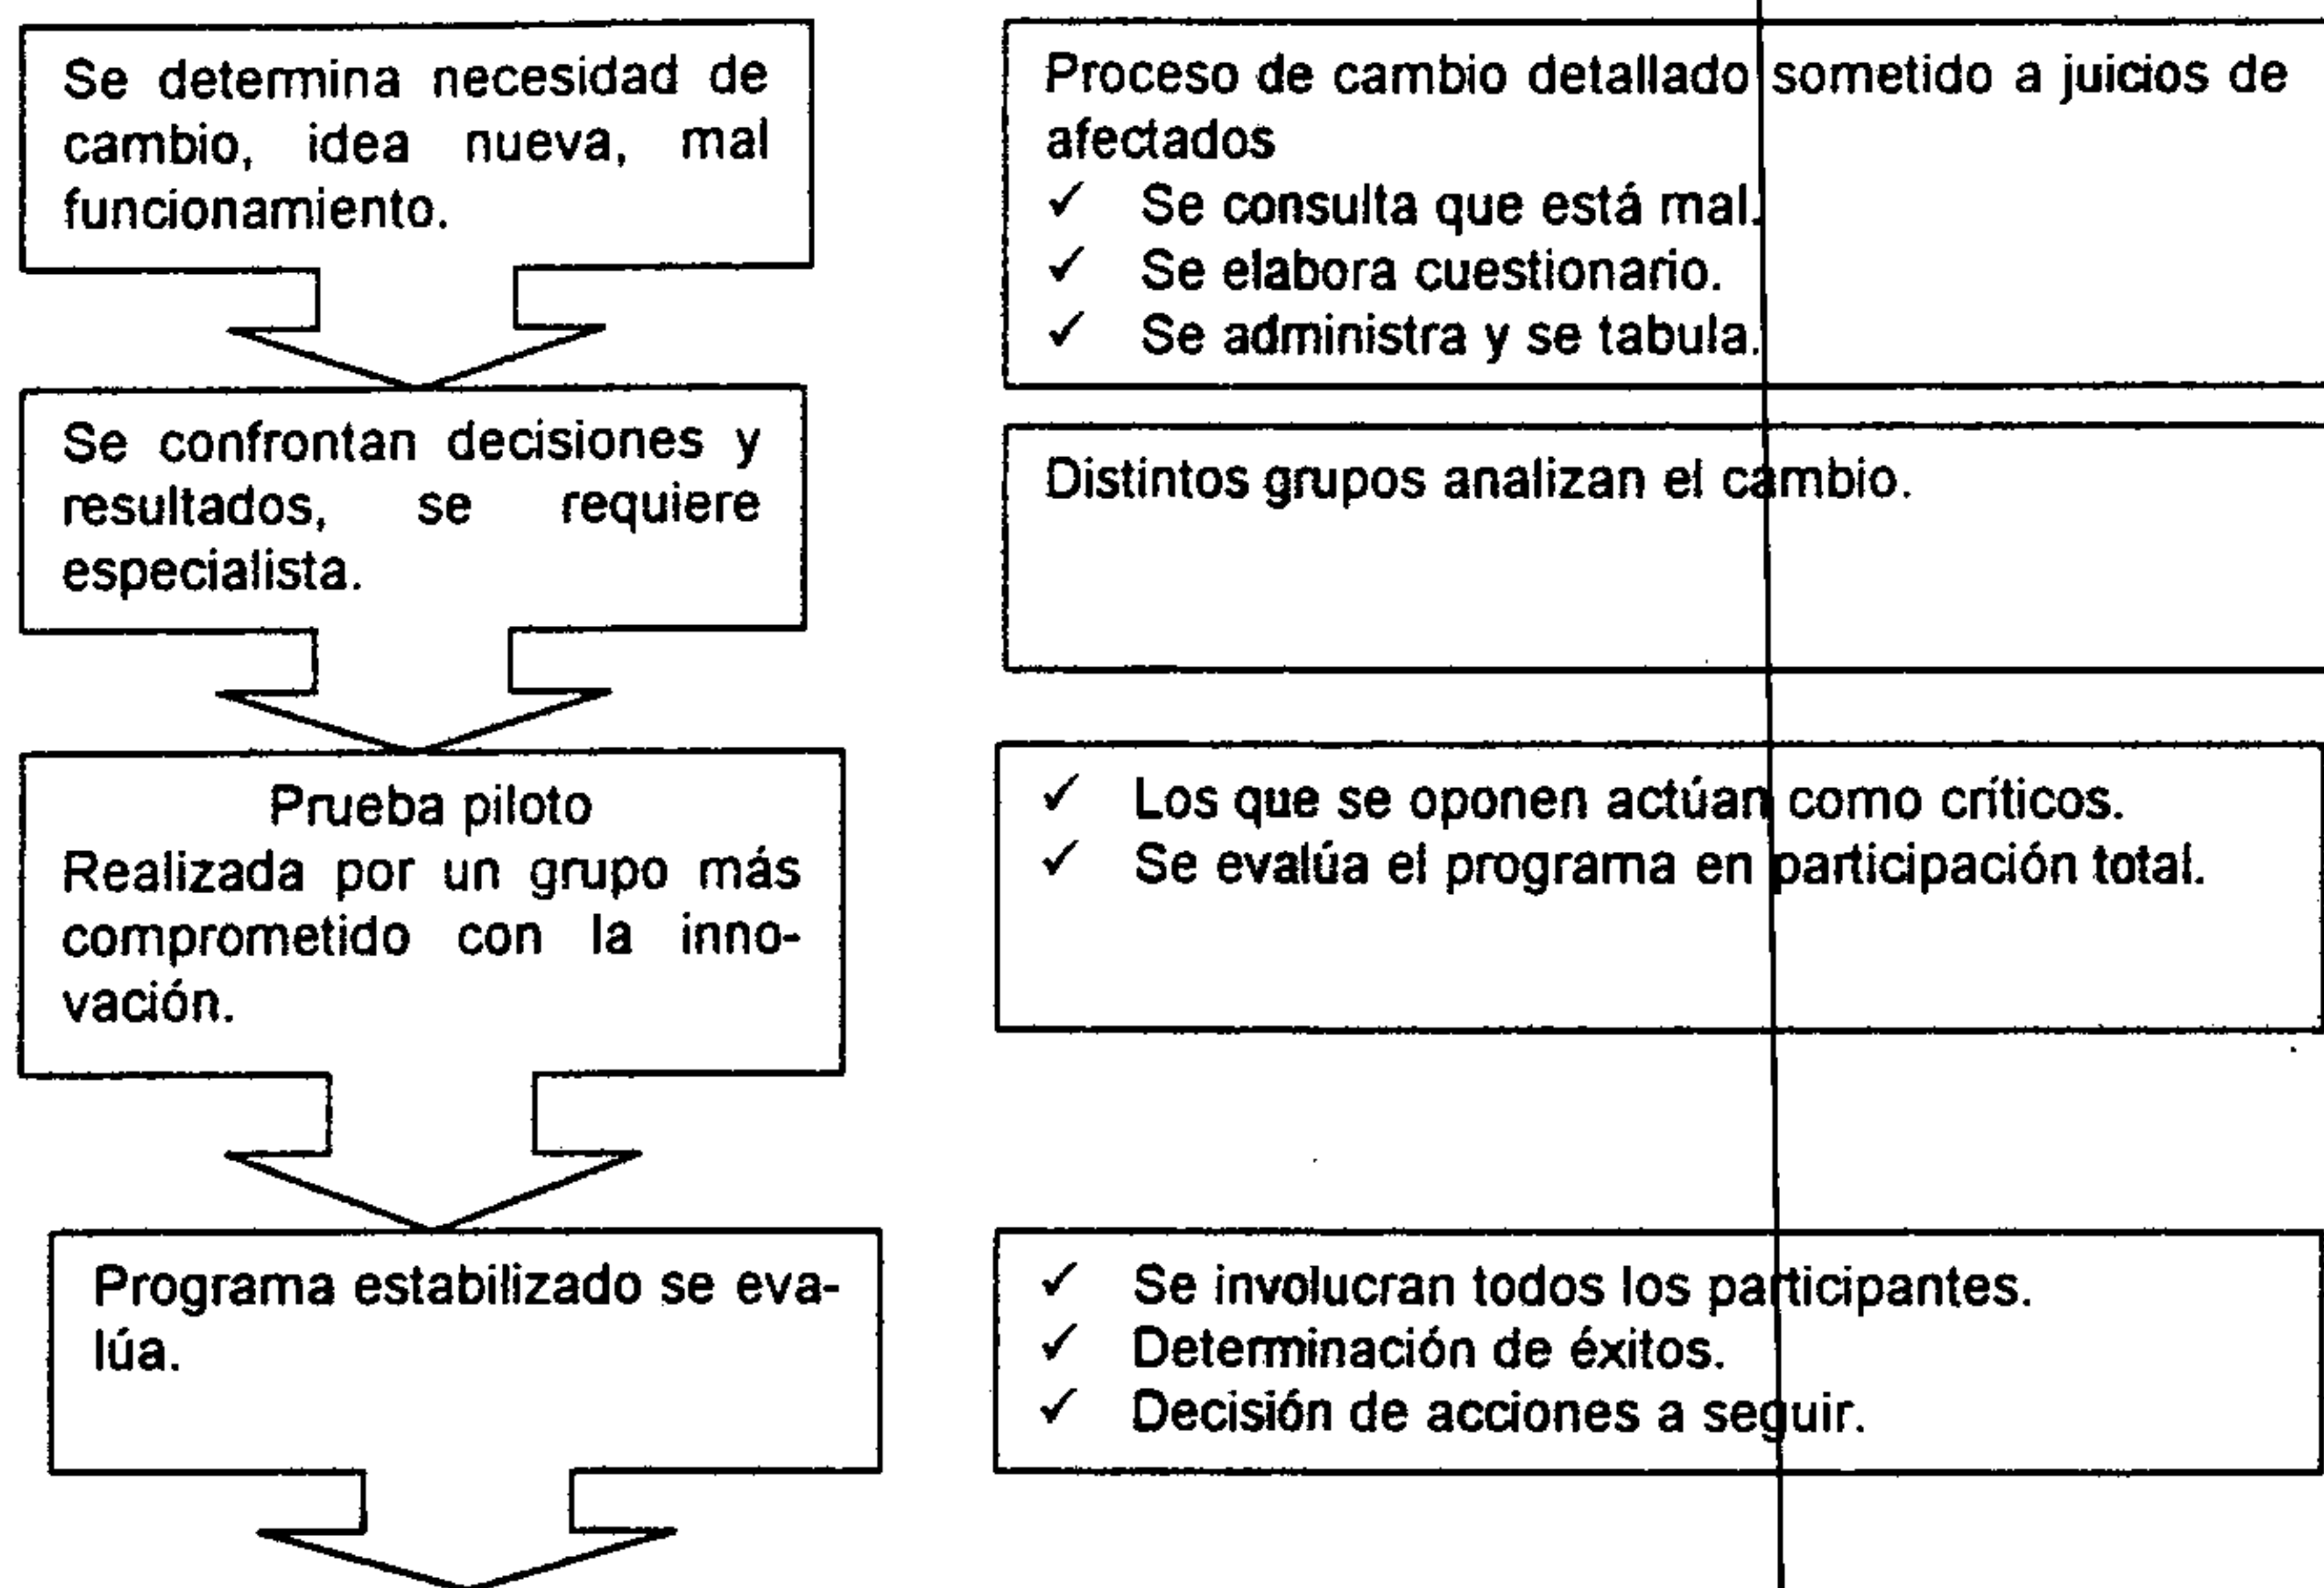 Se determina necesidad de
cambio, idea nueva, mal
funcionamiento.
Proceso de cambio detallado sometido a juicios de
afectados
✓ Se consulta que está mal.
✓ Se elabora cuestionario.
✓ Se administra y se tabula.
Se confrontan decisiones y
resultados, se requiere
especialista.
Distintos grupos analizan el cambio.
Prueba piloto
Realizada por un grupo más
comprometido con la inno-
vación.
✓ Los que se oponen actúan como críticos.
✓ Se evalúa el programa en participación total.
Programa estabilizado se eva-
lúa.
✓ Se involucran todos los participantes.
✓ Determinación de éxitos.
✓ Decisión de acciones a seguir.